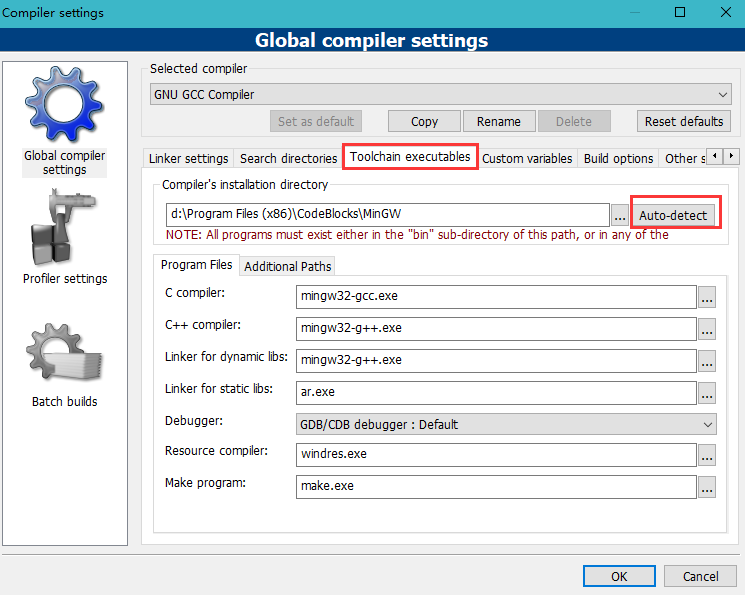 Compiler settings
Global compiler settings
Global compiler
settings
Profiler settings
Batch builds
Selected compiler
GNU GCC Compiler
Set as default
Copy
Rename
Delete
Reset defaults
Linker settings
Search directories
Toolchain executables
Custom variables
Build options
Other s
Compiler's installation directory
d:\Program Files (x86)\CodeBlocks\MinGW
...
Auto-detect
NOTE: All programs must exist either in the "bin" sub-directory of this path, or in any of the
Program Files
Additional Paths
C compiler:
mingw32-gcc.exe
...
C++ compiler:
mingw32-g++.exe
...
Linker for dynamic libs:
mingw32-g++.exe
...
Linker for static libs:
ar.exe
...
Debugger:
GDB/CDB debugger : Default
Resource compiler:
windres.exe
...
Make program:
make.exe
...
OK
Cancel